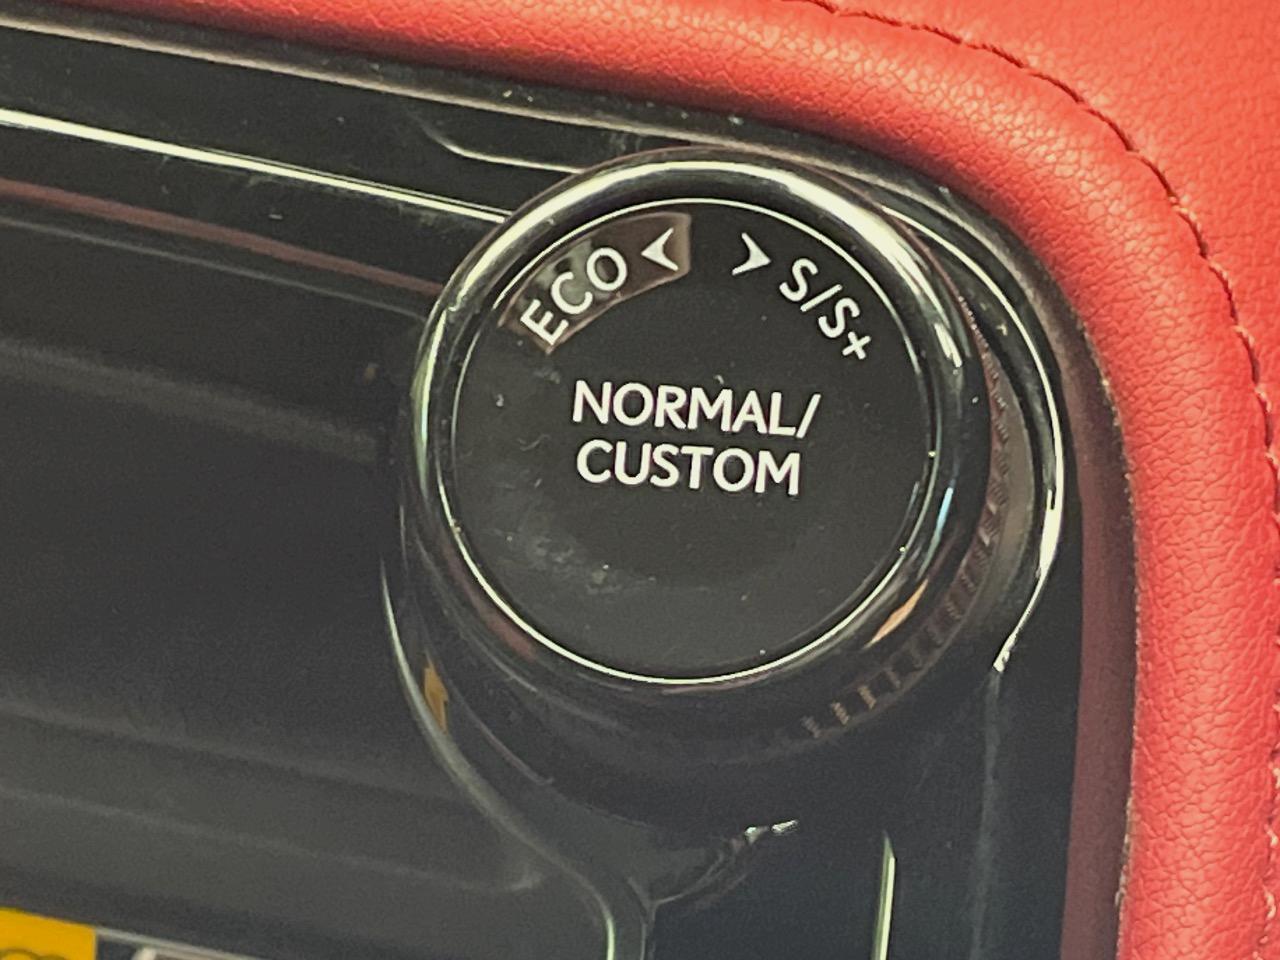 ECO
S/S+
NORMAL/
CUSTOM